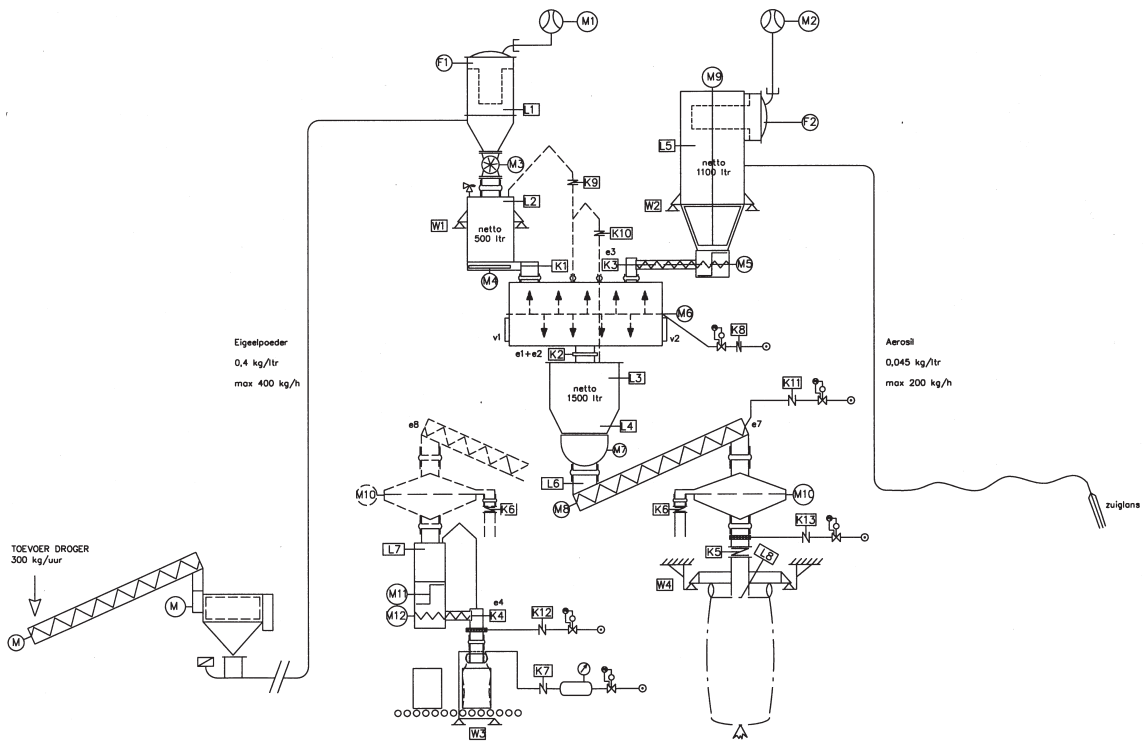 M1
M2
F1
M9
L1
F2
L5
netto
1100 ltr
M3
K9
L2
W1
netto
500 ltr
W2
K10
e3
K1
K3
M5
M4
M6
v1
v2
K8
e1+e2
K2
Eigeelpoeder
0,4 kg/ltr
max 400 kg/h
Aerosil
0,045 kg/ltr
max 200 kg/h
L3
netto
1500 ltr
K11
L4
e8
e7
M7
L6
M10
M10
K6
M8
K6
zuiglans
K13
TOEVOER DROGER
300 kg/uur
L7
K5
L8
W4
M11
e4
M
M12
K4
K12
M
K7
W3